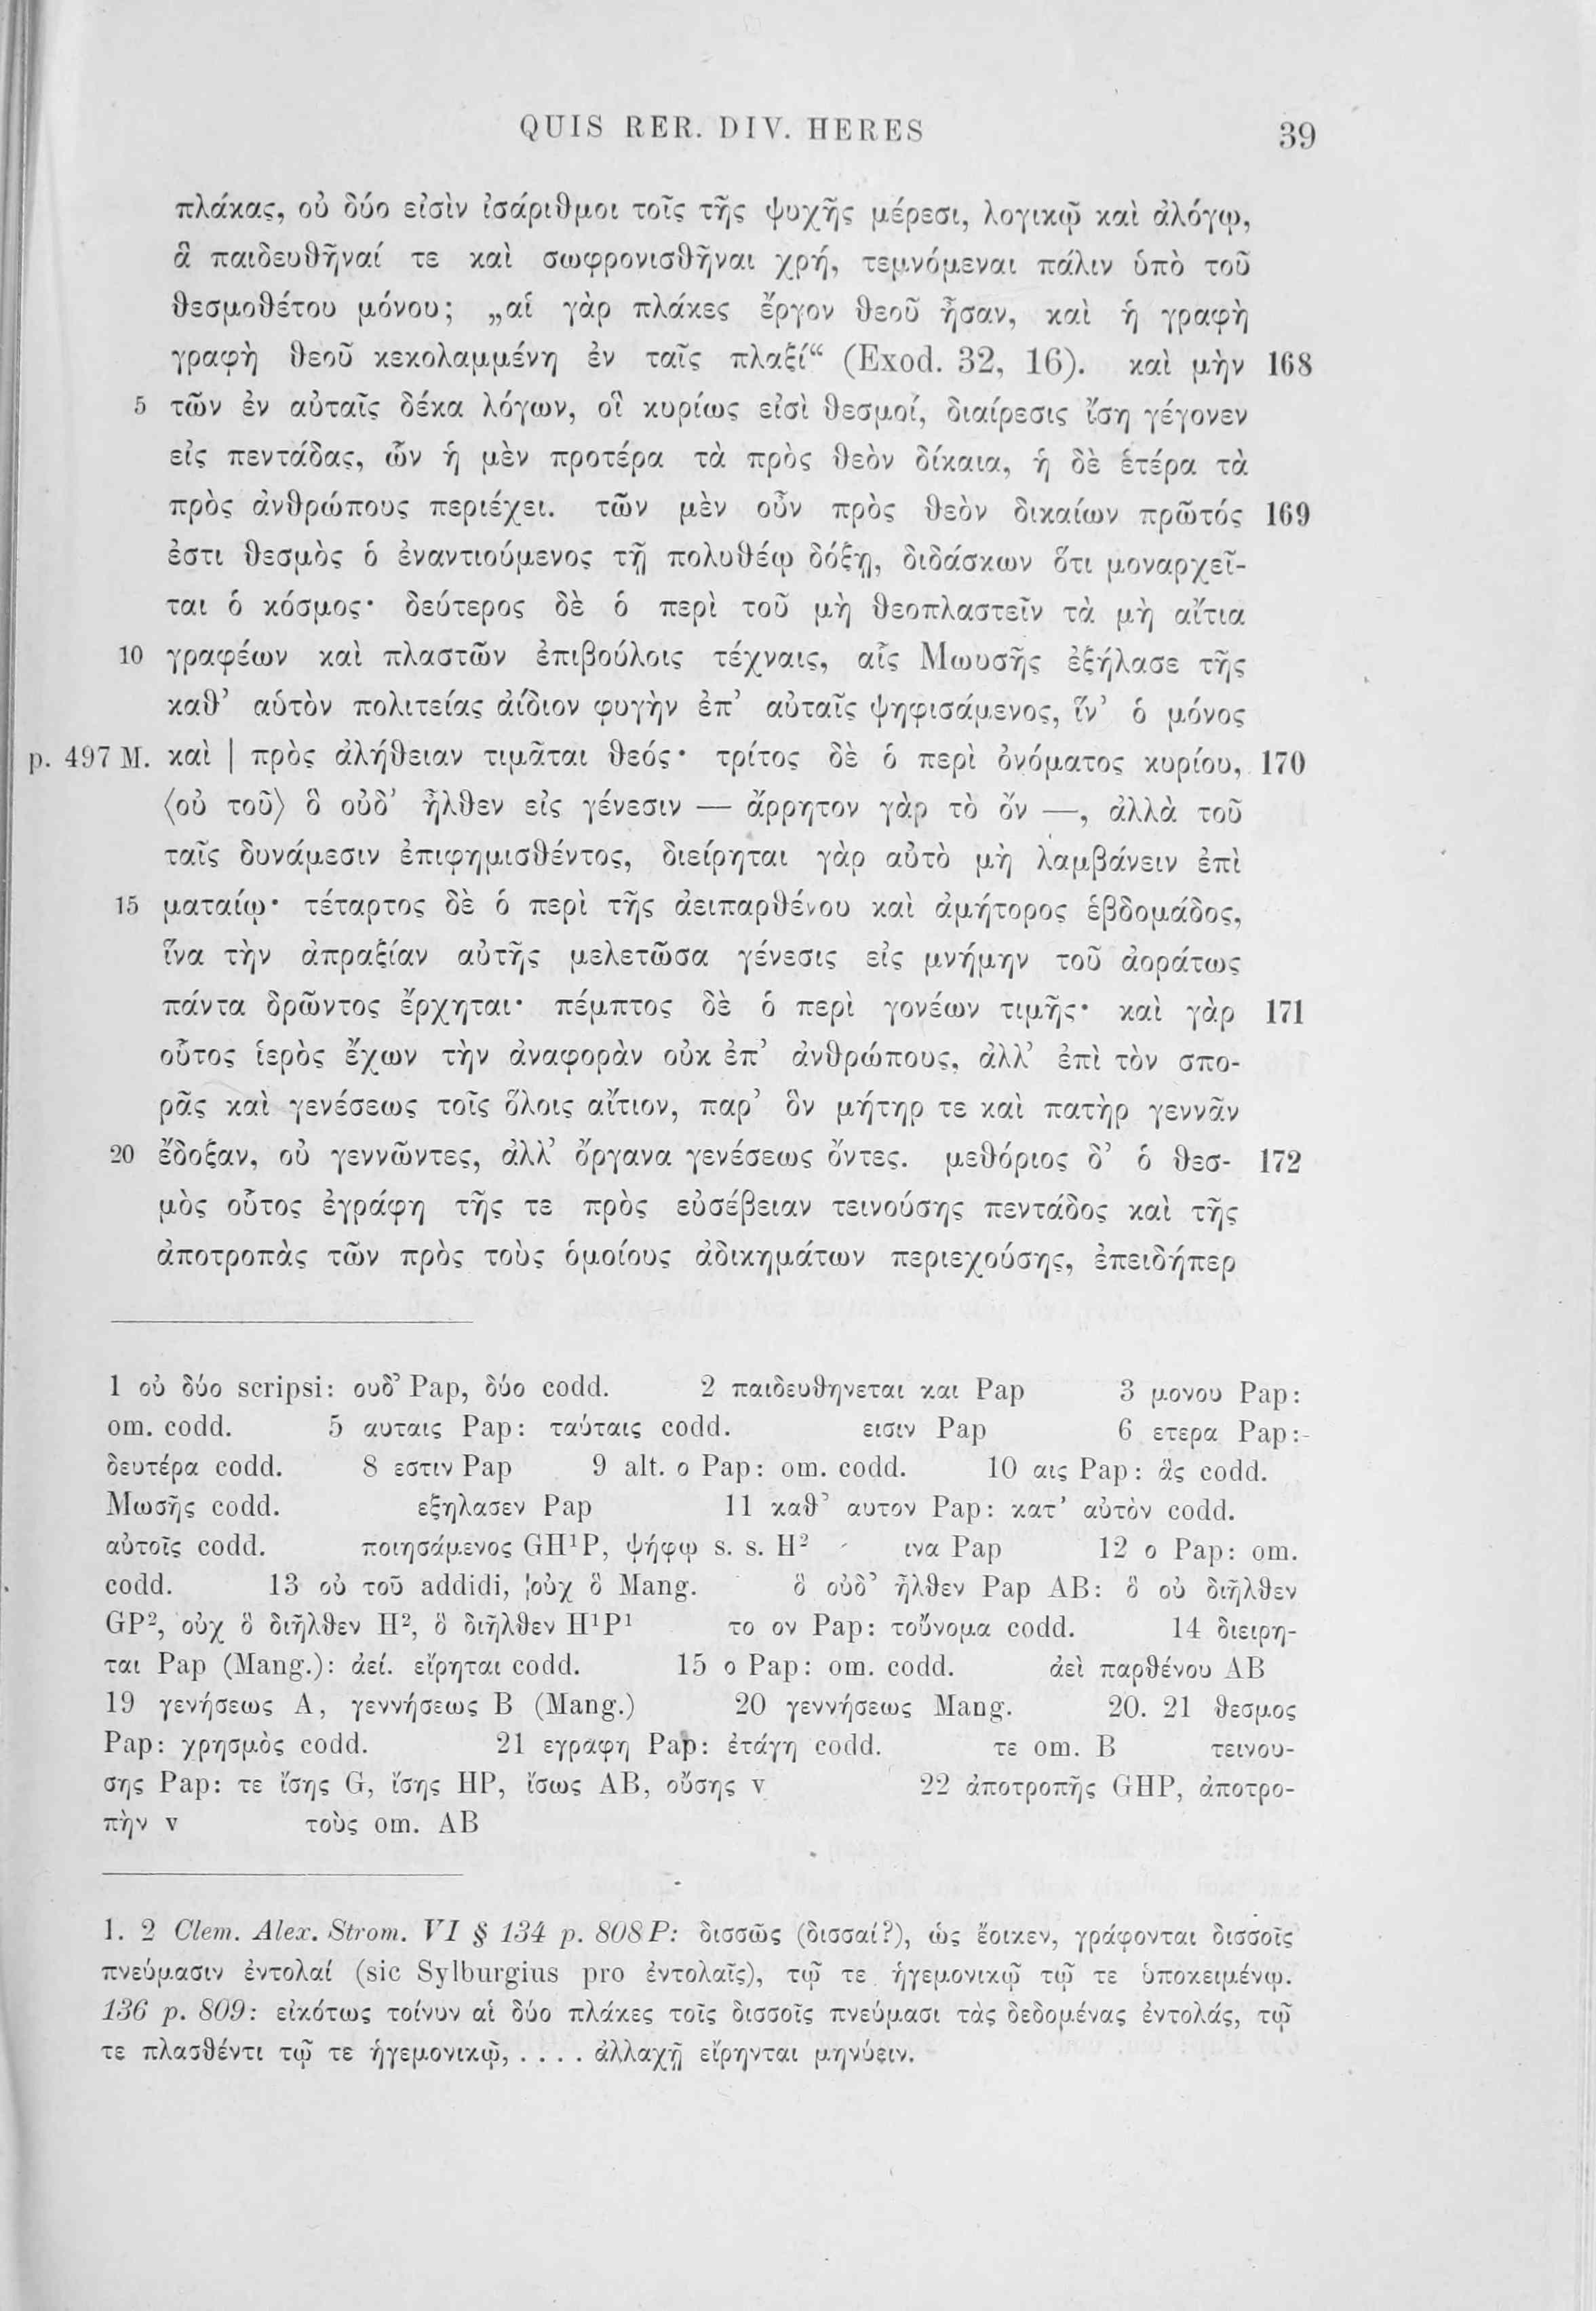 QUIS RER. DIV. HERES 39
πλάκας, οὐ δύο εἰσὶν ἰσάριθμοι τοῖς τῆς ψυχῆς μέρεσι, λογικῷ καὶ ἀλόγῳ,
ἃ παιδευθῆναί τε καὶ σωφρονισθῆναι χρή, τεμνόμεναι πάλιν ὑπὸ τοῦ
θεσμοθέτου μόνου; „αἱ γὰρ πλάκες ἔργον θεοῦ ἦσαν, καὶ ἡ γραφὴ
γραφὴ θεοῦ κεκολαμμένη ἐν ταῖς πλαξί“ (Exod. 32, 16). καὶ μὴν 168
5 τῶν ἐν αὐταῖς δέκα λόγων, οἳ κυρίως εἰσὶ θεσμοί, διαίρεσις ἴση γέγονεν
εἰς πεντάδας, ὧν ἡ μὲν προτέρα τὰ πρὸς θεὸν δίκαια, ἡ δὲ ἑτέρα τὰ
πρὸς ἀνθρώπους περιέχει. τῶν μὲν οὖν πρὸς θεὸν δικαίων πρῶτός 169
ἐστι θεσμὸς ὁ ἐναντιούμενος τῇ πολυθέῳ δόξῃ, διδάσκων ὅτι μοναρχεῖ-
ται ὁ κόσμος· δεύτερος δὲ ὁ περὶ τοῦ μὴ θεοπλαστεῖν τὰ μὴ αἴτια
10 γραφέων καὶ πλαστῶν ἐπιβούλοις τέχναις, αἷς Μωυσῆς ἐξήλασε τῆς
καθ’ αὑτὸν πολιτείας ἀίδιον φυγὴν ἐπ’ αὐταῖς ψηφισάμενος, ἵν’ ὁ μόνος
p. 497 M. καὶ | πρὸς ἀλήθειαν τιμᾶται θεός· τρίτος δὲ ὁ περὶ ὀνόματος κυρίου, 170
⟨οὐ τοῦ⟩ ὃ οὐδ’ ἦλθεν εἰς γένεσιν — ἄρρητον γὰρ τὸ ὄν —, ἀλλὰ τοῦ
ταῖς δυνάμεσιν ἐπιφημισθέντος, διείρηται γὰρ αὐτὸ μὴ λαμβάνειν ἐπὶ
15 ματαίῳ· τέταρτος δὲ ὁ περὶ τῆς ἀειπαρθένου καὶ ἀμήτορος ἑβδομάδος,
ἵνα τὴν ἀπραξίαν αὐτῆς μελετῶσα γένεσις εἰς μνήμην τοῦ ἀοράτως
πάντα δρῶντος ἔρχηται· πέμπτος δὲ ὁ περὶ γονέων τιμῆς· καὶ γὰρ 171
οὗτος ἱερὸς ἔχων τὴν ἀναφορὰν οὐκ ἐπ’ ἀνθρώπους, ἀλλ’ ἐπὶ τὸν σπο-
ρᾶς καὶ γενέσεως τοῖς ὅλοις αἴτιον, παρ’ ὃν μήτηρ τε καὶ πατὴρ γεννᾶν
20 ἔδοξαν, οὐ γεννῶντες, ἀλλ’ ὄργανα γενέσεως ὄντες. μεθόριος δ’ ὁ θεσ- 172
μὸς οὗτος ἐγράφη τῆς τε πρὸς εὐσέβειαν τεινούσης πεντάδος καὶ τῆς
ἀποτροπὰς τῶν πρὸς τοὺς ὁμοίους ἀδικημάτων περιεχούσης, ἐπειδήπερ
1 οὐ δύο scripsi: ουδ’ Pap, δύο codd. 2 παιδευθηνεται και Pap 3 μονου Pap:
om. codd. 5 αυταις Pap: ταύταις codd. εισιν Pap 6 ετερα Pap:
δευτέρα codd. 8 εστιν Pap 9 alt. ο Pap: om. codd. 10 αις Pap: ἃς codd.
Μωσῆς codd. εξηλασεν Pap 11 καθ’ αυτον Pap: κατ’ αὐτὸν codd.
αὐτοῖς codd. ποιησάμενος GH¹P, ψήφῳ s. s. H² ινα Pap 12 ο Pap: om.
codd. 13 οὐ τοῦ addidi, οὐχ ὃ Mang. ὃ οὐδ’ ἦλθεν Pap AB: ὃ οὐ διῆλθεν
GP², οὐχ ὃ διῆλθεν H², ὃ διῆλθεν H¹P¹ το ον Pap: τοὔνομα codd. 14 διειρη-
ται Pap (Mang.): ἀεί. εἴρηται codd. 15 ο Pap: om. codd. ἀεὶ παρθένου AB
19 γενήσεως A, γεννήσεως B (Mang.) 20 γεννήσεως Mang. 20. 21 θεσμος
Pap: χρησμὸς codd. 21 εγραφη Pap: ἐτάγη codd. τε om. B τεινου-
σης Pap: τε ἴσης G, ἴσης HP, ἴσως AB, οὔσης v 22 ἀποτροπῆς GHP, ἀποτρο-
πὴν v τοὺς om. AB
1. 2 Clem. Alex. Strom. VI § 134 p. 808 P: δισσῶς (δισσαί?), ὡς ἔοικεν, γράφονται δισσοῖς
πνεύμασιν ἐντολαί (sic Sylburgius pro ἐντολαῖς), τῷ τε ἡγεμονικῷ τῷ τε ὑποκειμένῳ.
136 p. 809: εἰκότως τοίνυν αἱ δύο πλάκες τοῖς δισσοῖς πνεύμασι τὰς δεδομένας ἐντολάς, τῷ
τε πλασθέντι τῷ τε ἡγεμονικῷ, .... ἀλλαχῇ εἴρηνται μηνύειν.